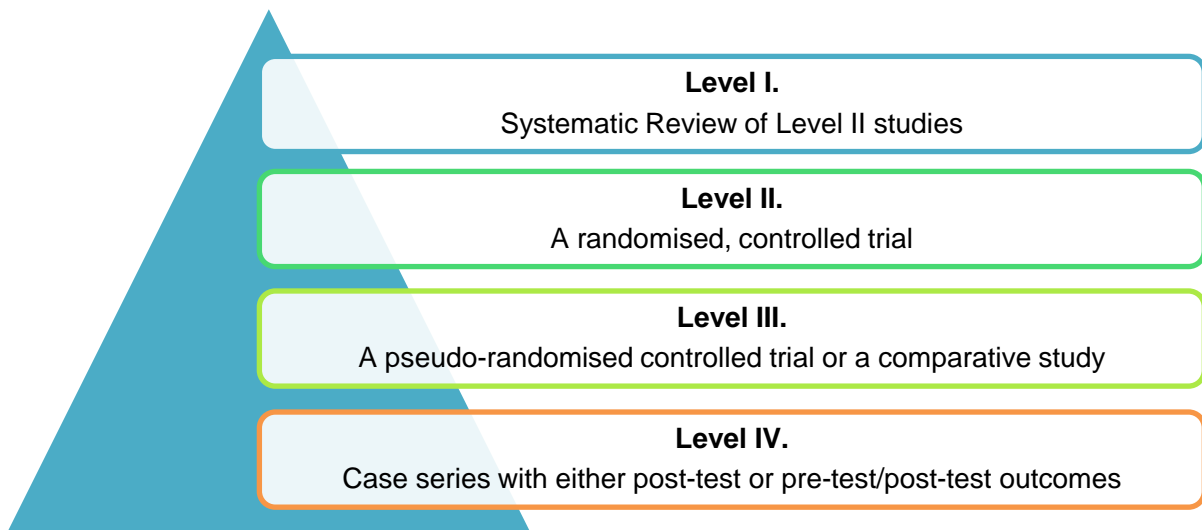 Level I.
Systematic Review of Level II studies
Level II.
A randomised, controlled trial
Level III.
A pseudo-randomised controlled trial or a comparative study
Level IV.
Case series with either post-test or pre-test/post-test outcomes